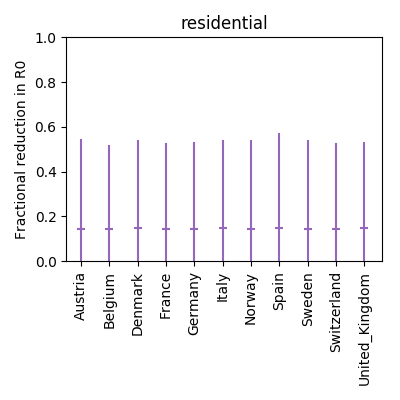 residential
Fractional reduction in R0
1.0
0.8
0.6
0.4
0.2
0.0
Austria
Belgium
Denmark
France
Germany
Italy
Norway
Spain
Sweden
Switzerland
United_Kingdom